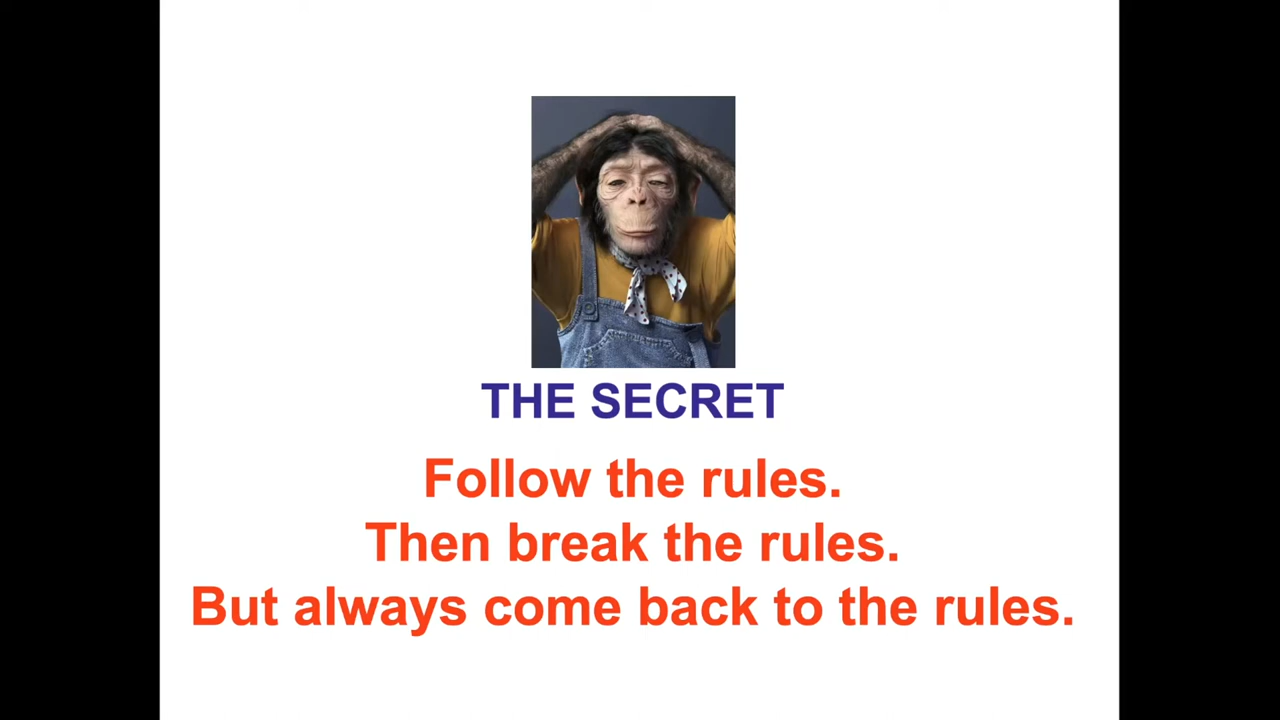 THE SECRET
Follow the rules.
Then break the rules.
But always come back to the rules.